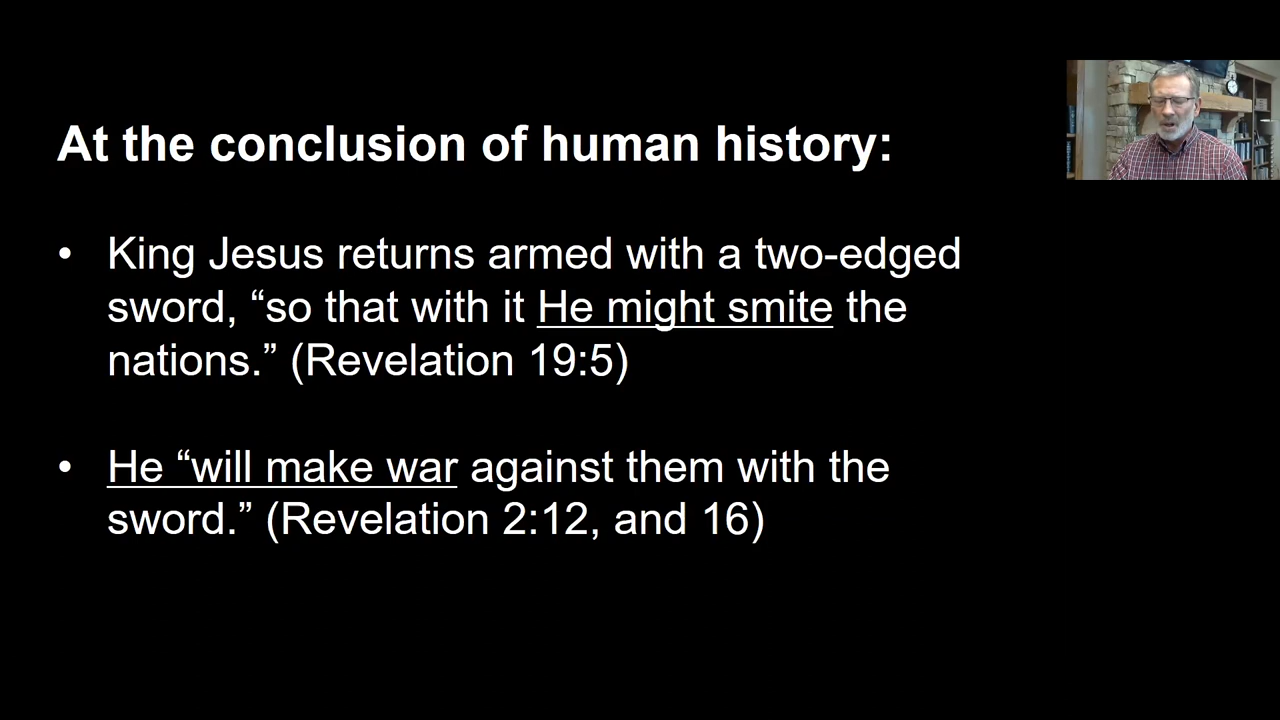 At the conclusion of human history:
• King Jesus returns armed with a two-edged
sword, “so that with it He might smite the
nations.” (Revelation 19:5)
• He “will make war against them with the
sword.” (Revelation 2:12, and 16)